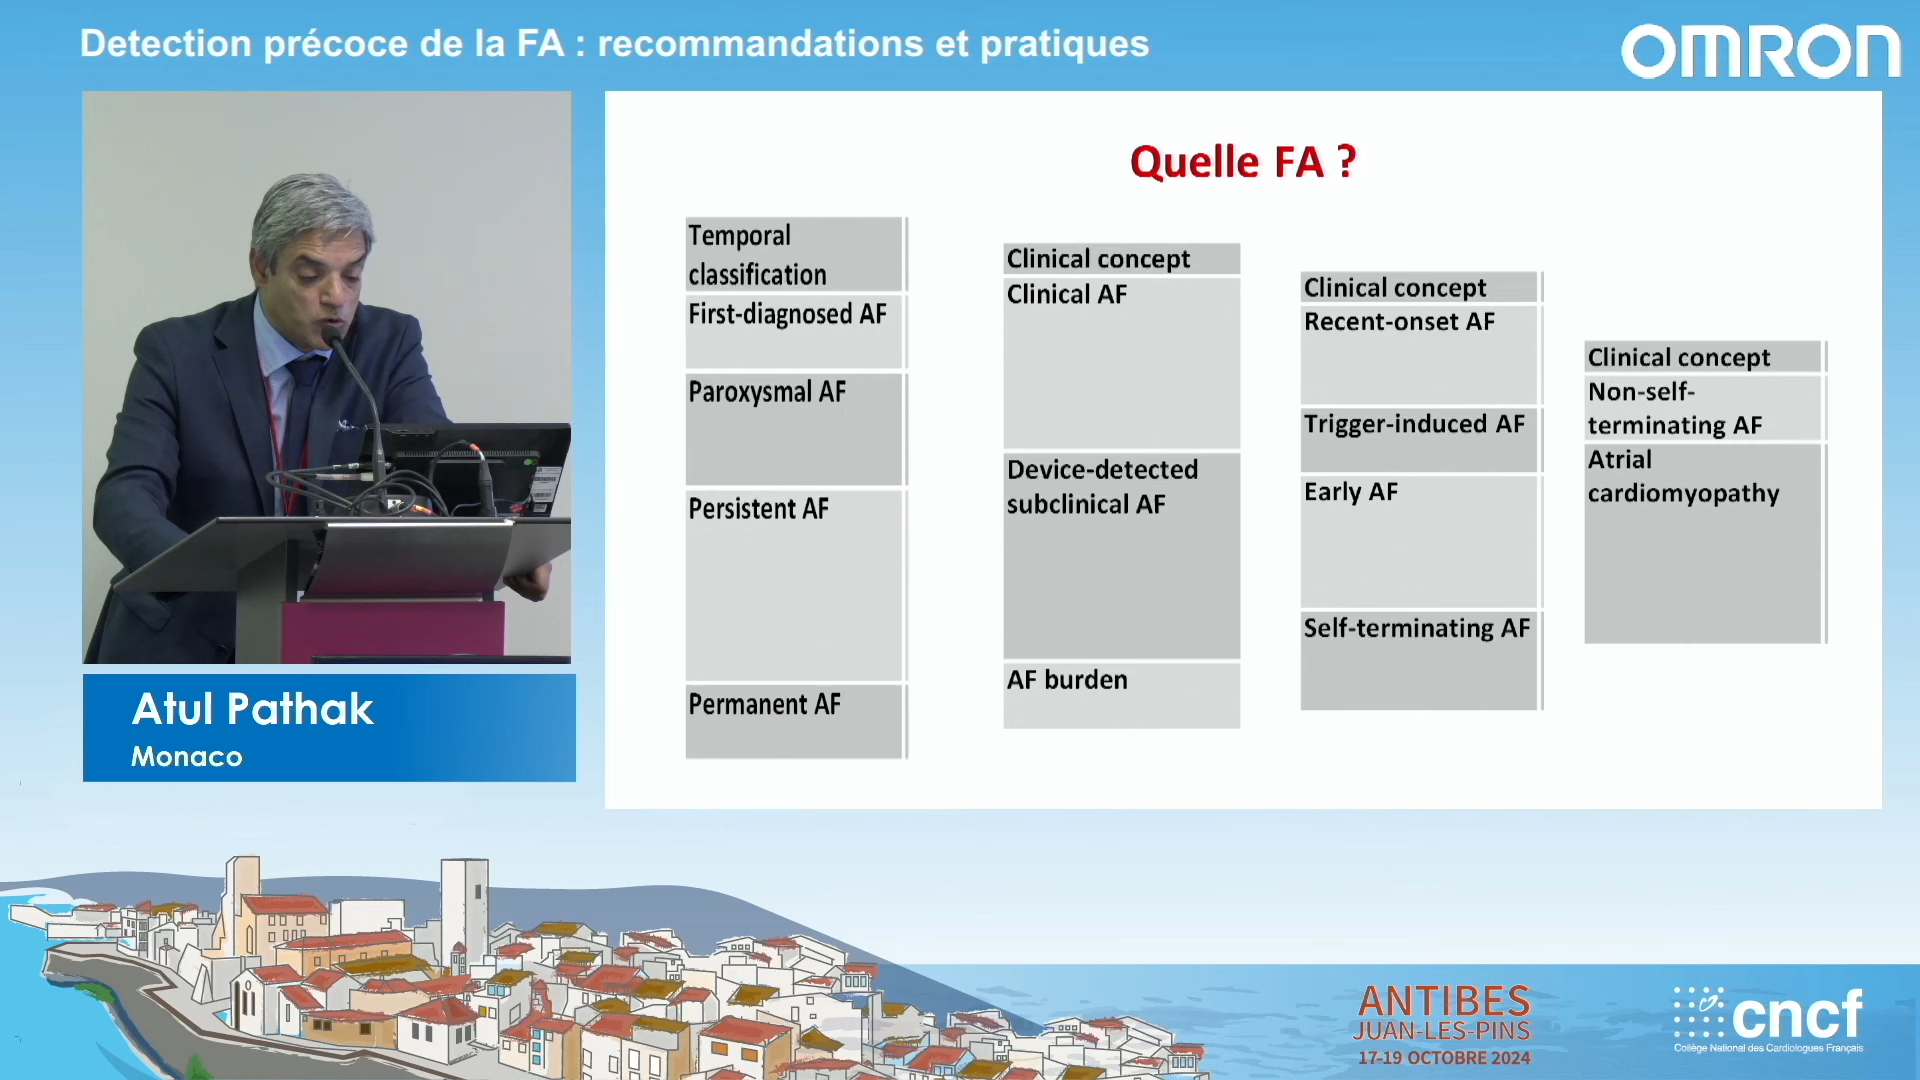 Detection précoce de la FA : recommandations et pratiques
OMRON
Quelle FA ?
Temporal
classification
First-diagnosed AF
Paroxysmal AF
Persistent AF
Permanent AF
Clinical concept
Clinical AF
Device-detected
subclinical AF
AF burden
Clinical concept
Recent-onset AF
Trigger-induced AF
Early AF
Self-terminating AF
Clinical concept
Non-self-
terminating AF
Atrial
cardiomyopathy
Atul Pathak
Monaco
ANTIBES
JUAN-LES-PINS
17-19 OCTOBRE 2024
cncf
Collège National des Cardiologues Français